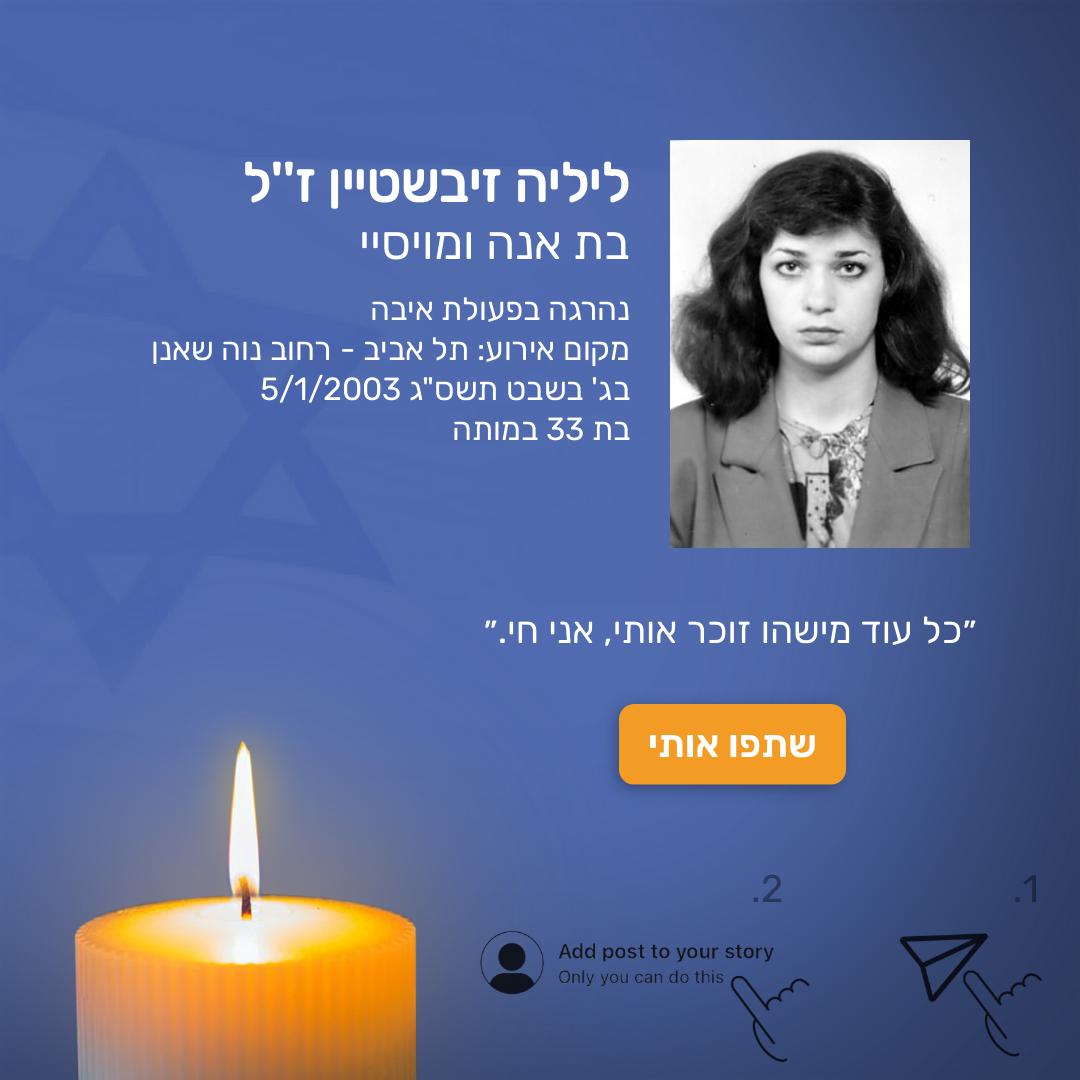 ליליה זיבשטיין ז''ל
בת אנה ומויסיי
נהרגה בפעולת איבה
מקום אירוע: תל אביב - רחוב נוה שאנן
בג' בשבט תשס"ג 5/1/2003
בת 33 במותה
״כל עוד מישהו זוכר אותי, אני חי.״
שתפו אותי
.1
.2
Add post to your story
Only you can do this